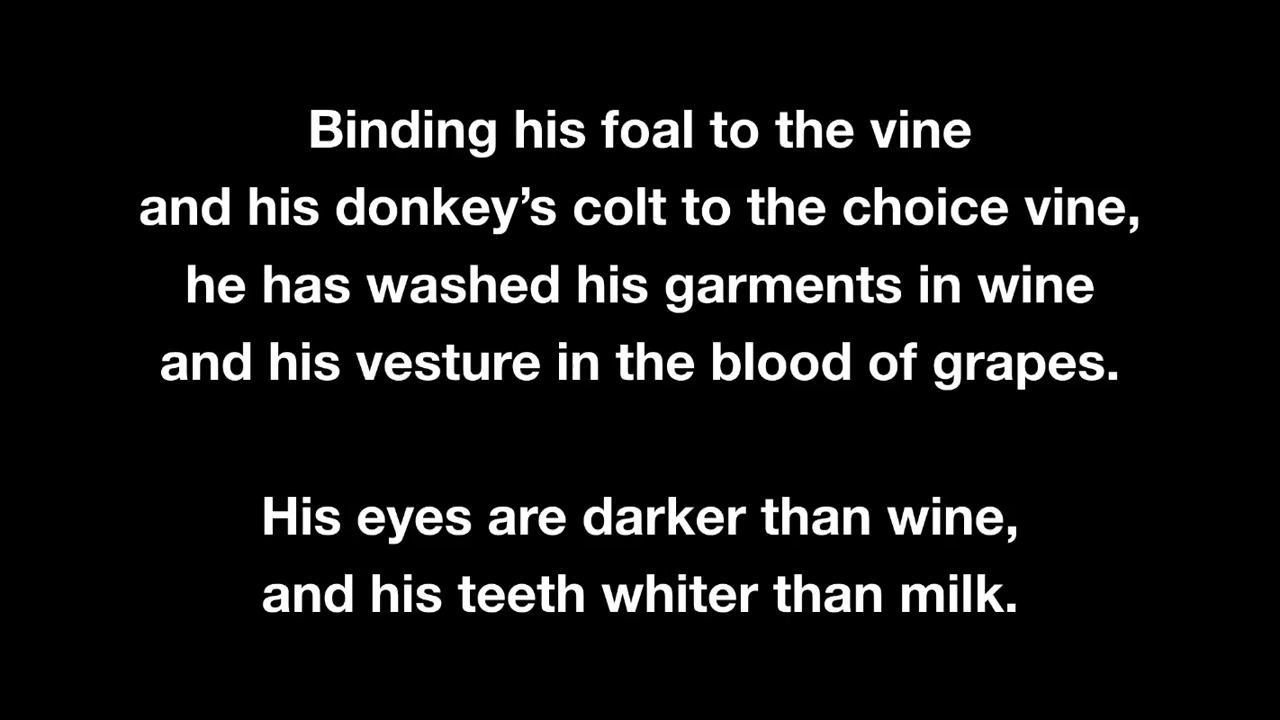 Binding his foal to the vine
and his donkey’s colt to the choice vine,
he has washed his garments in wine
and his vesture in the blood of grapes.
His eyes are darker than wine,
and his teeth whiter than milk.